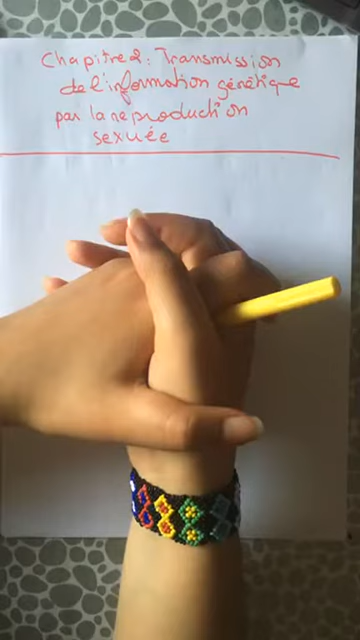 Chapitre 2: Transmission
de l'information génétique
par la reproduction
sexuée